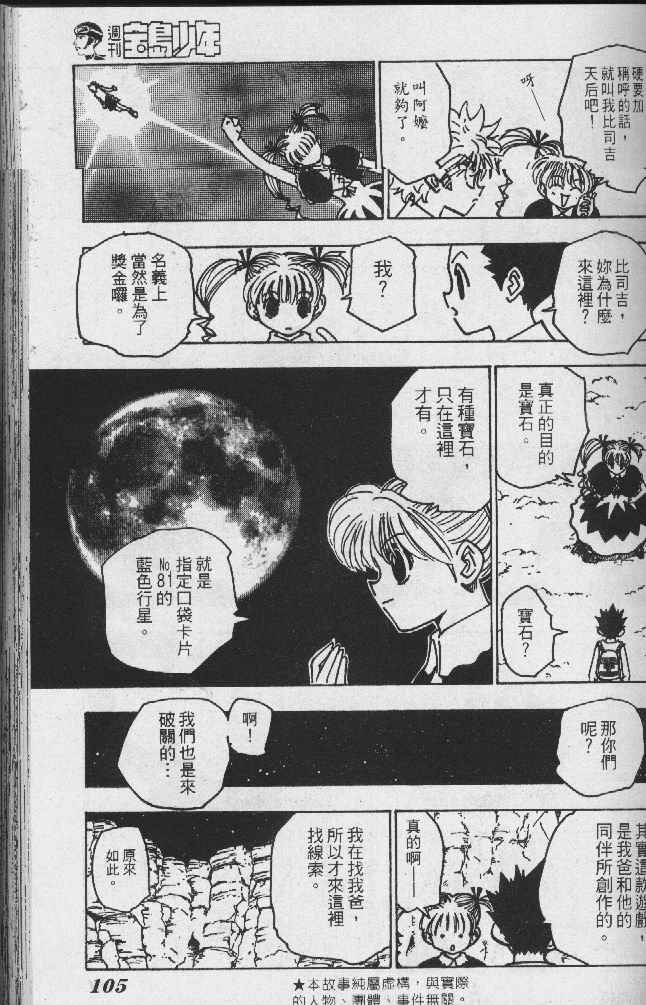 週刊
寶島少年
硬要加
稱呼的話，
就叫我比司吉
天后吧！
呀──
叫阿嬤
就夠了。
比司吉，
妳為什麼
來這裡？
我？
名義上
當然是為了
獎金囉。
真正的目的
是寶石。
寶石？
有種寶石，
只在這裡
才有。
就是
指定口袋卡片
No.81的
藍色行星。
那你們
呢？
啊！
我們也是來
破關的…
其實這款遊戲，
是我爸和他的
同伴所創作的。
真的啊──
我在找我爸，
所以才來這裡
找線索。
原來
如此。
105
★本故事純屬虛構，與實際
的人物、團體、事件無關。